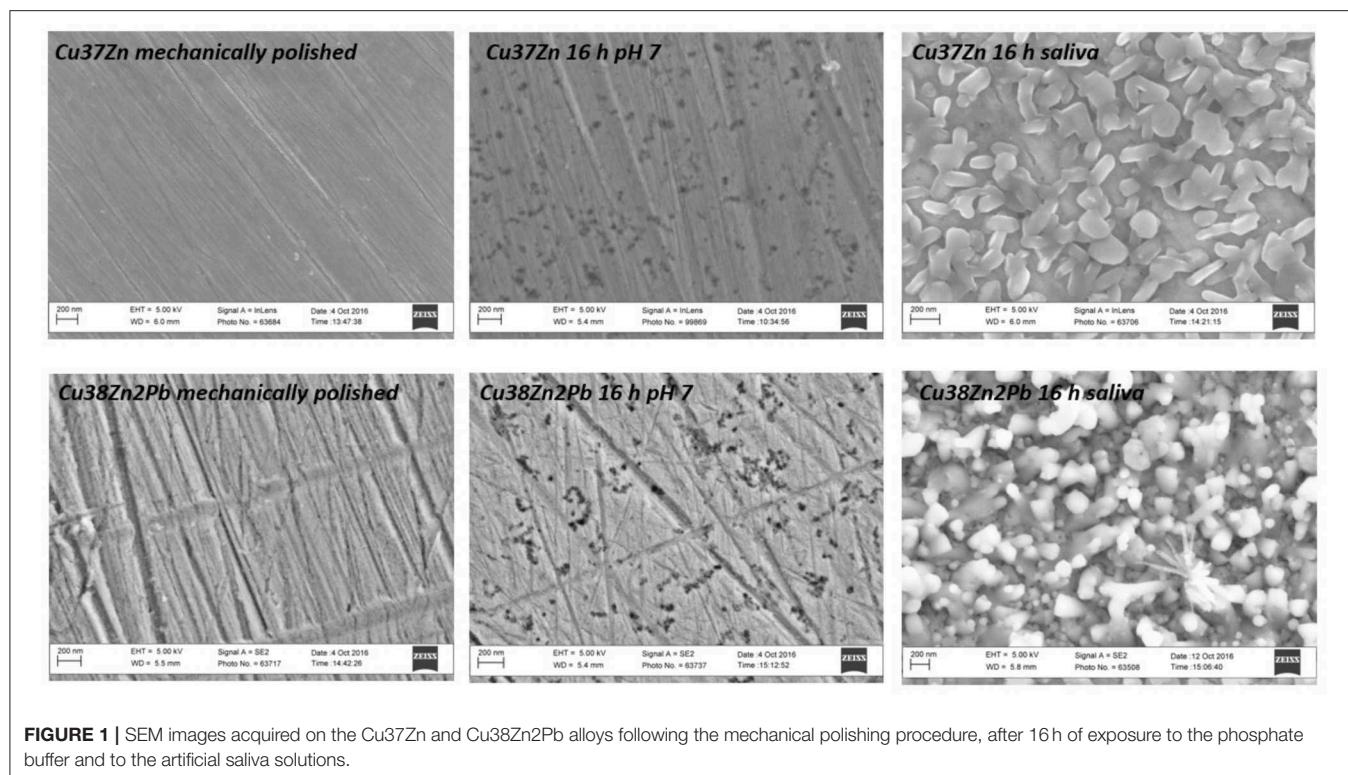 Cu37Zn mechanically polished
200 nm
EHT = 5.00 kV
WD = 6.0 mm
Signal A = InLens
Photo No. = 63684
Date :4 Oct 2016
Time :13:47:38
ZEISS
Cu37Zn 16 h pH 7
200 nm
EHT = 5.00 kV
WD = 5.4 mm
Signal A = InLens
Photo No. = 99869
Date :4 Oct 2016
Time :10:34:56
ZEISS
Cu37Zn 16 h saliva
200 nm
EHT = 5.00 kV
WD = 6.0 mm
Signal A = InLens
Photo No. = 63706
Date :4 Oct 2016
Time :14:21:15
ZEISS
Cu38Zn2Pb mechanically polished
200 nm
EHT = 5.00 kV
WD = 5.5 mm
Signal A = SE2
Photo No. = 63717
Date :4 Oct 2016
Time :14:42:26
ZEISS
Cu38Zn2Pb 16 h pH 7
200 nm
EHT = 5.00 kV
WD = 5.4 mm
Signal A = SE2
Photo No. = 63737
Date :4 Oct 2016
Time :15:12:52
ZEISS
Cu38Zn2Pb 16 h saliva
200 nm
EHT = 5.00 kV
WD = 5.8 mm
Signal A = SE2
Photo No. = 63508
Date :12 Oct 2016
Time :15:06:40
ZEISS
FIGURE 1 | SEM images acquired on the Cu37Zn and Cu38Zn2Pb alloys following the mechanical polishing procedure, after 16 h of exposure to the phosphate
buffer and to the artificial saliva solutions.